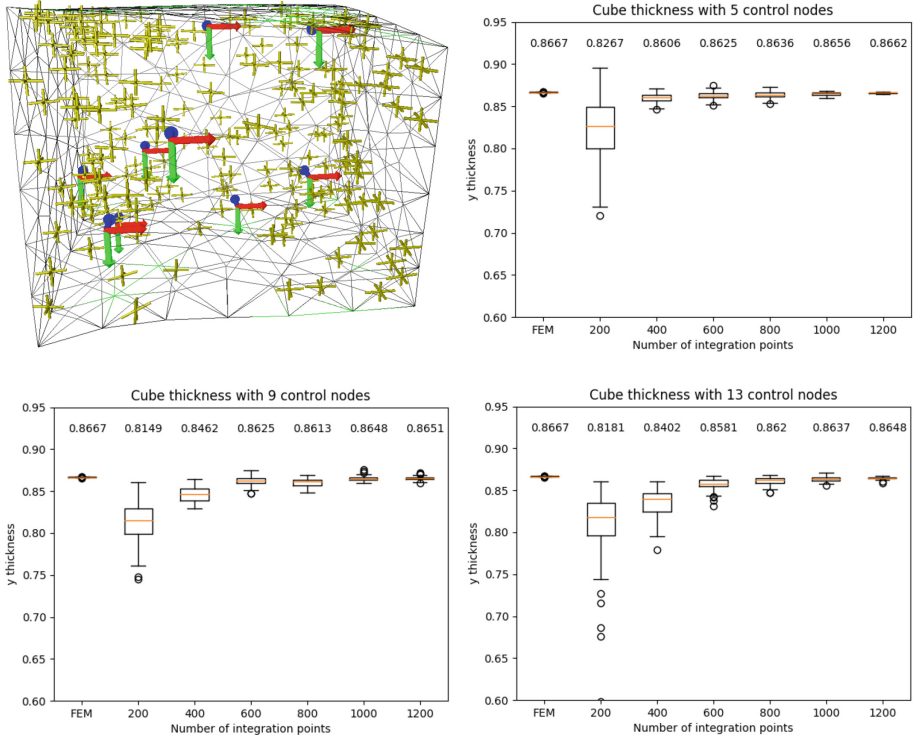 Cube thickness with 5 control nodes
0.95
0.8667 0.8267 0.8606 0.8625 0.8636 0.8656 0.8662
0.90
0.85
0.80
0.75
0.70
0.65
0.60
y thickness
FEM 200 400 600 800 1000 1200
Number of integration points
Cube thickness with 9 control nodes
0.95
0.8667 0.8149 0.8462 0.8625 0.8613 0.8648 0.8651
0.90
0.85
0.80
0.75
0.70
0.65
0.60
y thickness
FEM 200 400 600 800 1000 1200
Number of integration points
Cube thickness with 13 control nodes
0.95
0.8667 0.8181 0.8402 0.8581 0.862 0.8637 0.8648
0.90
0.85
0.80
0.75
0.70
0.65
0.60
y thickness
FEM 200 400 600 800 1000 1200
Number of integration points